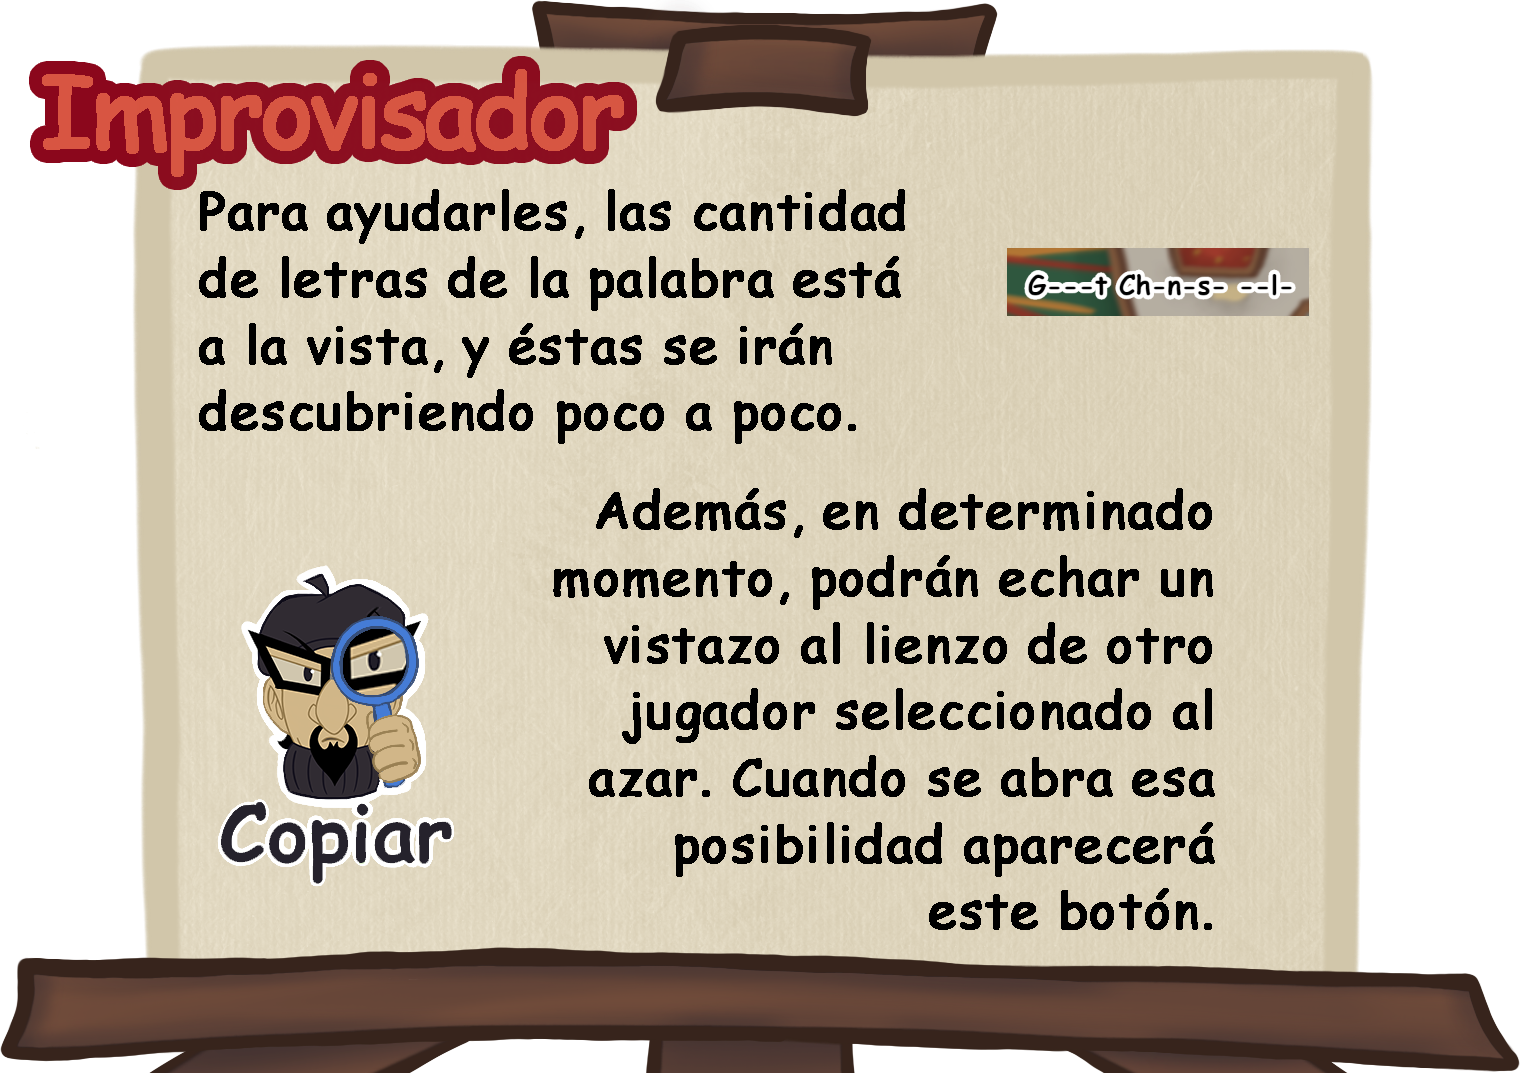 Improvisador
Para ayudarles, las cantidad
de letras de la palabra está
a la vista, y éstas se irán
descubriendo poco a poco.
G---t Ch-n-s- --l-
Además, en determinado
momento, podrán echar un
vistazo al lienzo de otro
jugador seleccionado al
azar. Cuando se abra esa
posibilidad aparecerá
este botón.
Copiar